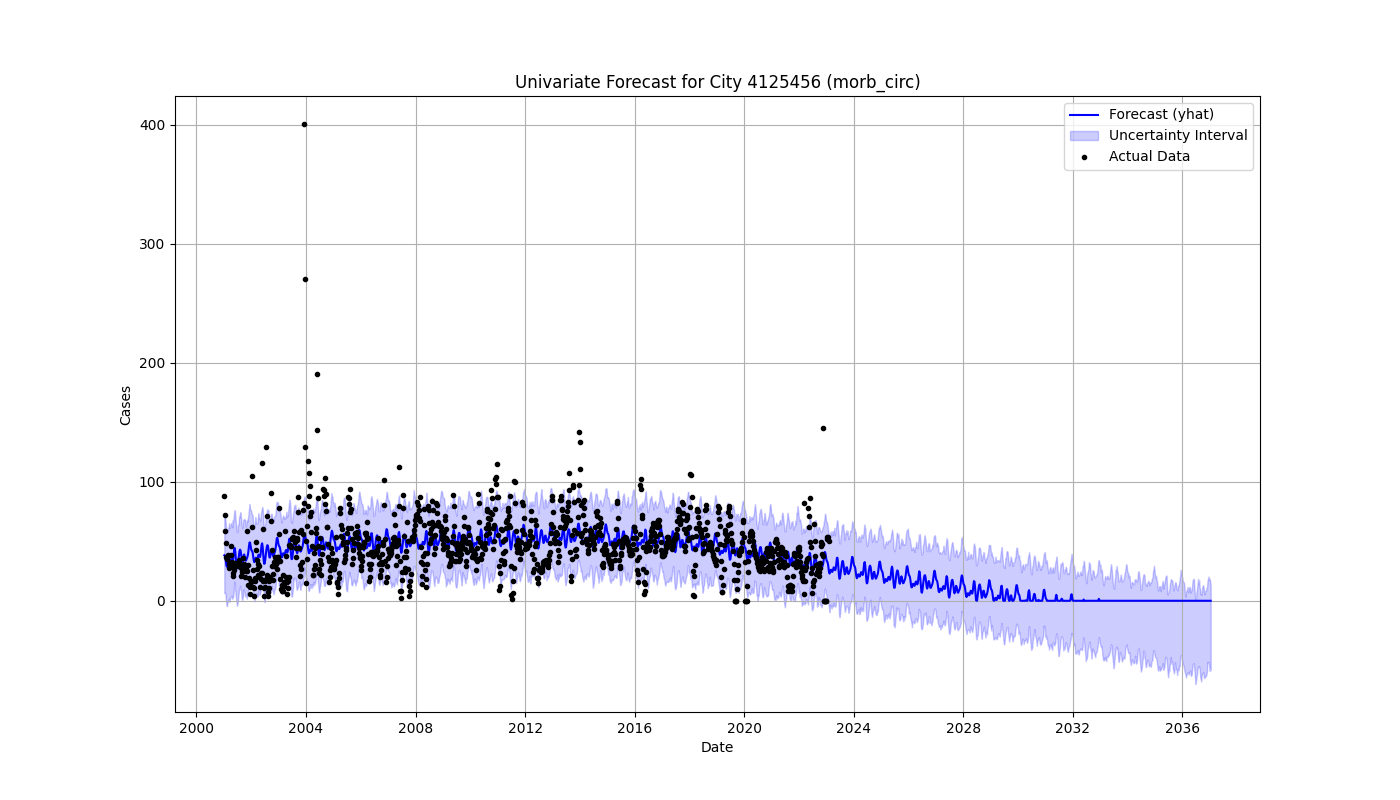 Univariate Forecast for City 4125456 (morb_circ)
Forecast (yhat)
Uncertainty Interval
Actual Data
Cases
400
300
200
100
0
2000 2004 2008 2012 2016 2020 2024 2028 2032 2036
Date